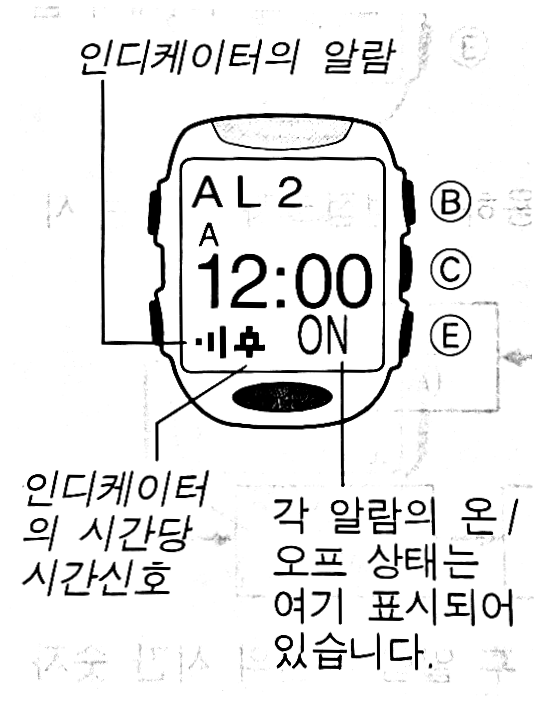 인디케이터의 알람
AL2
Ⓑ
A
12:00
Ⓒ
ON
Ⓔ
인디케이터
의 시간당
시간신호
각 알람의 온/
오프 상태는
여기 표시되어
있습니다.